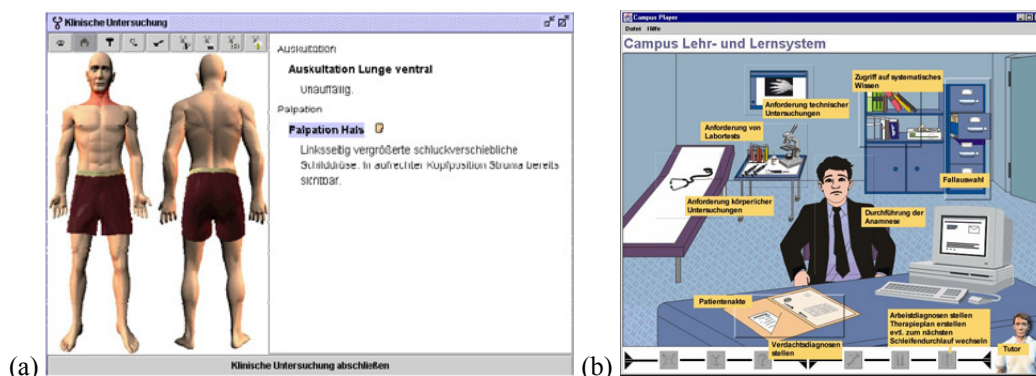 Klinische Untersuchung
Auskultation
Auskultation Lunge ventral
Unauffällig.
Palpation
Palpation Hals
Linksseitig vergrößerte schluckverschiebliche
Schilddrüse. In aufrechter Kopfposition Struma bereits
sichtbar.
Klinische Untersuchung abschließen
(a)
Campus Player
Datei Hilfe
Campus Lehr- und Lernsystem
Zugriff auf systematisches
Wissen
Anforderung technischer
Untersuchungen
Anforderung von
Labortests
Fallauswahl
Anforderung körperlicher
Untersuchungen
Durchführung der
Anamnese
Patientenakte
Arbeitsdiagnosen stellen
Therapieplan erstellen
evtl. zum nächsten
Schleifendurchlauf wechseln
Verdachtsdiagnosen
stellen
Tutor
(b)